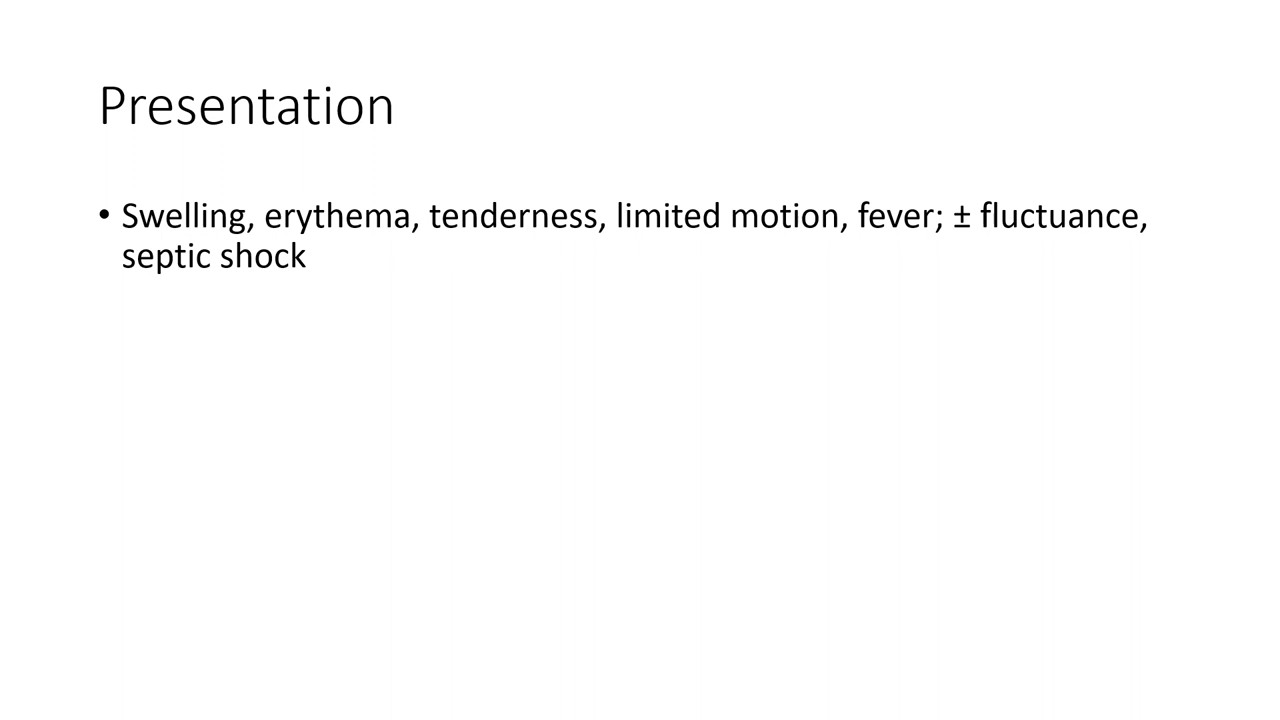 Presentation
• Swelling, erythema, tenderness, limited motion, fever; ± fluctuance,
septic shock